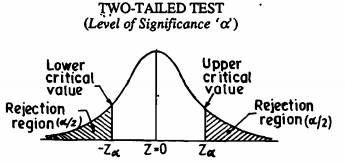 TWO-TAILED TEST
(Level of Significance 'α')
Lower
critical
value
Upper
critical
value
Rejection
region (α/2)
Rejection
region (α/2)
-Zα
Z=0
Zα